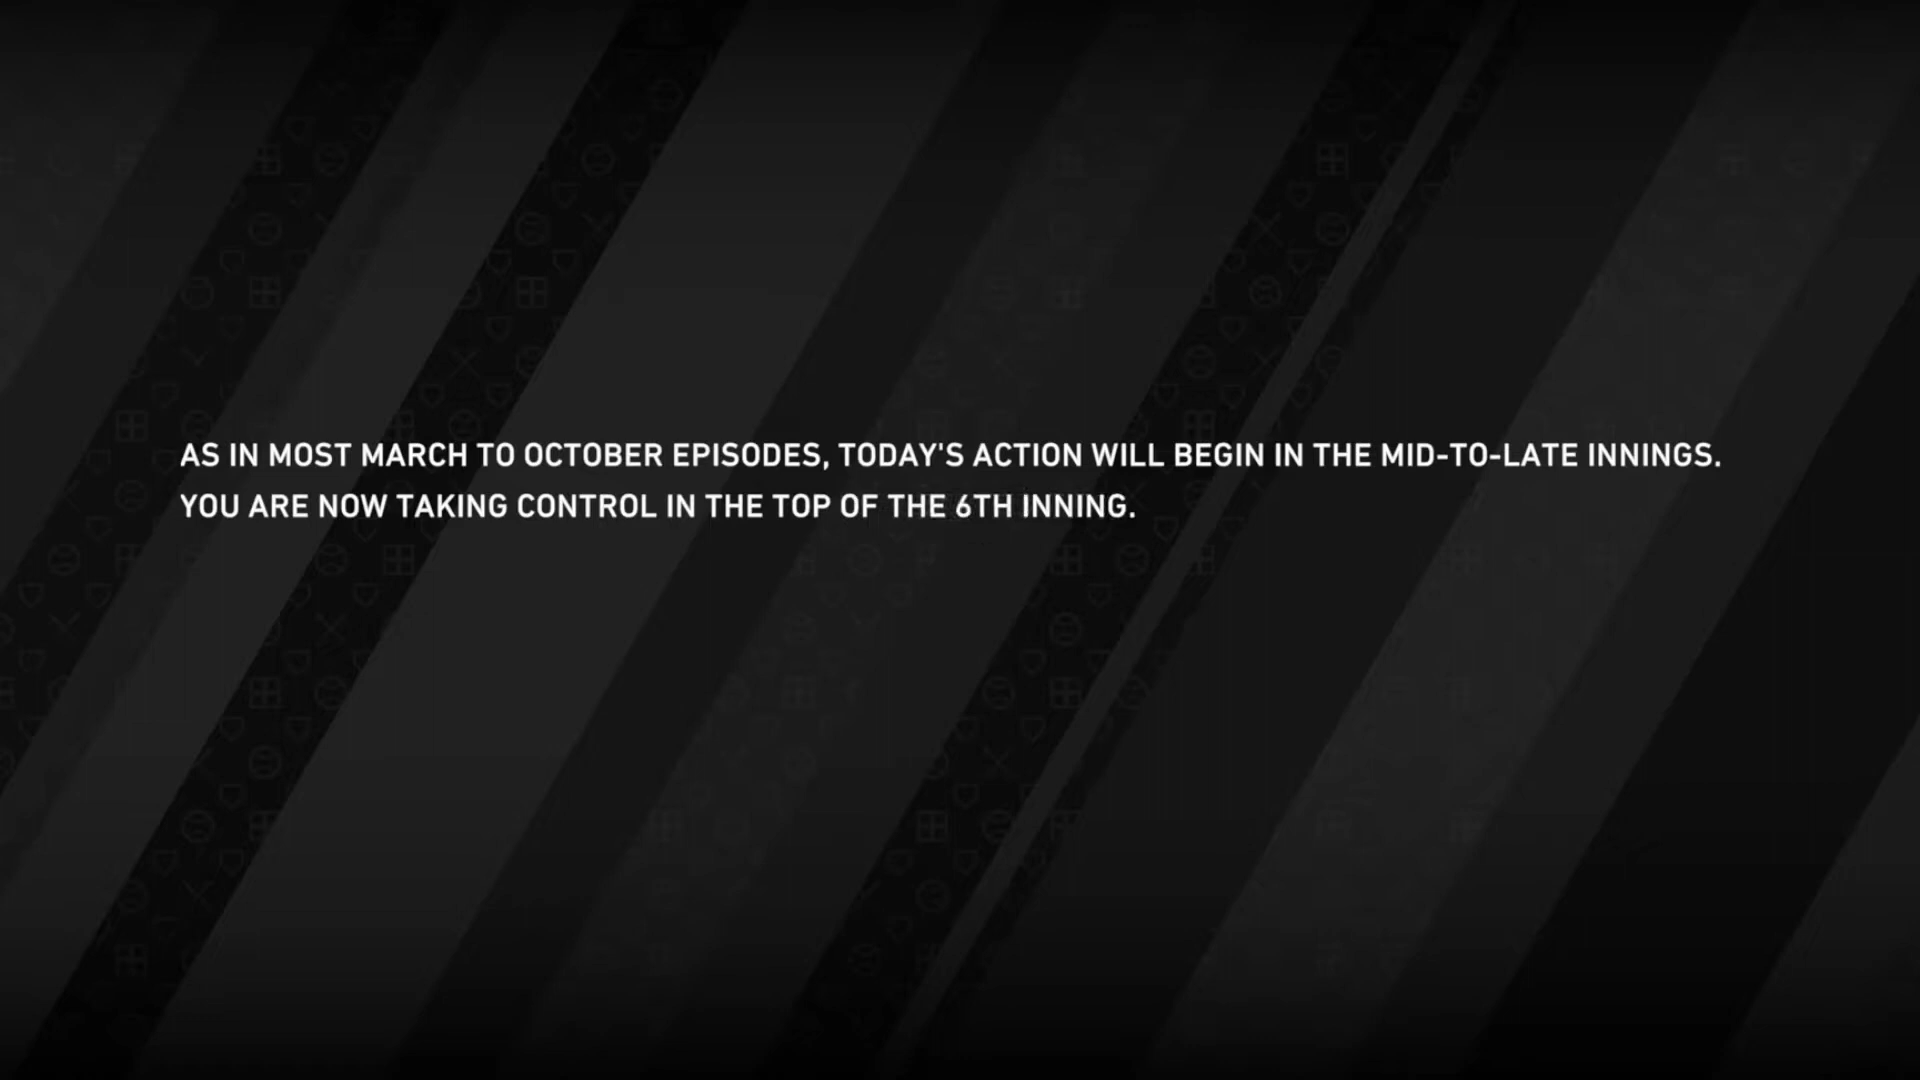 AS IN MOST MARCH TO OCTOBER EPISODES, TODAY'S ACTION WILL BEGIN IN THE MID-TO-LATE INNINGS.
YOU ARE NOW TAKING CONTROL IN THE TOP OF THE 6TH INNING.